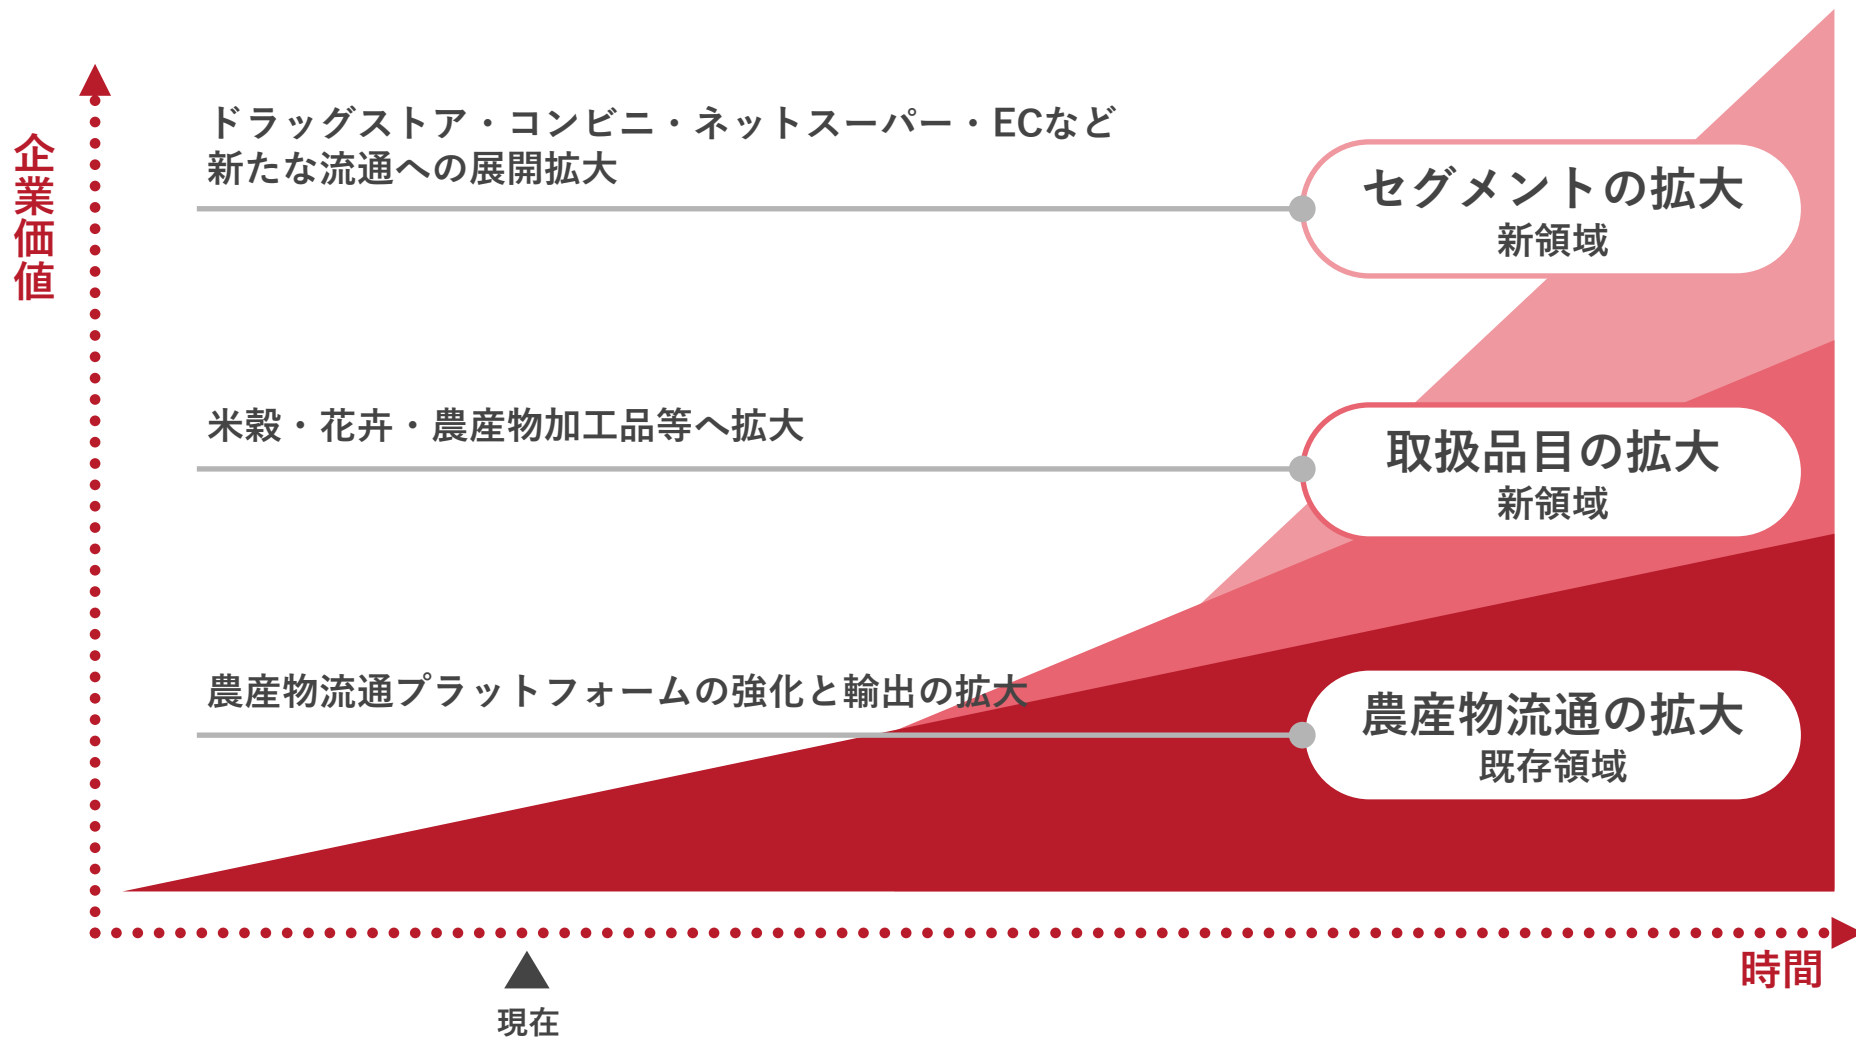 企業価値
ドラッグストア・コンビニ・ネットスーパー・ECなど
新たな流通への展開拡大
セグメントの拡大
新領域
米穀・花卉・農産物加工品等へ拡大
取扱品目の拡大
新領域
農産物流通プラットフォームの強化と輸出の拡大
農産物流通の拡大
既存領域
時間
現在